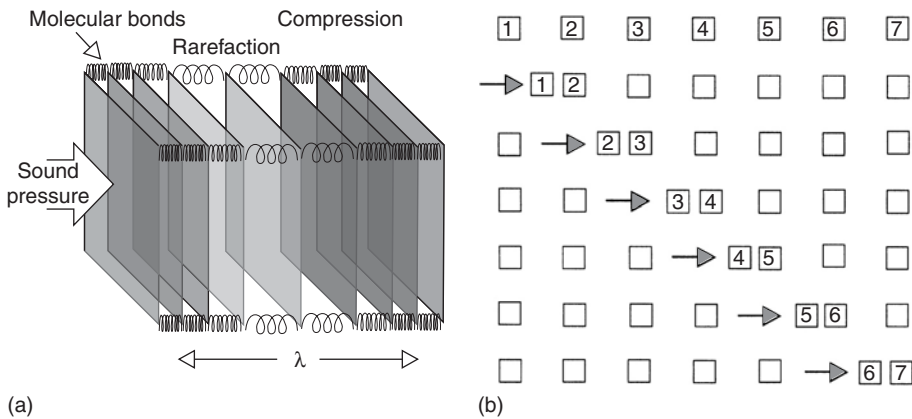 Molecular bonds
Compression
Rarefaction
Sound
pressure
λ
(a)
1 2 3 4 5 6 7
1 2
2 3
3 4
4 5
5 6
6 7
(b)